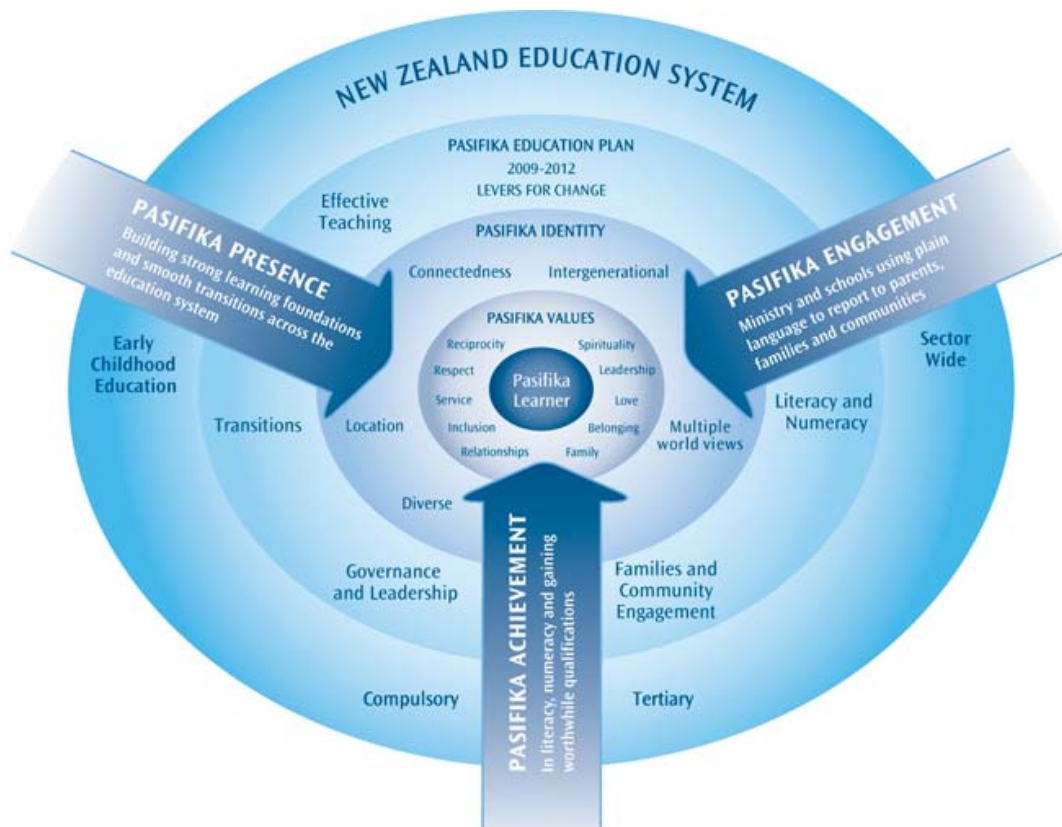 NEW ZEALAND EDUCATION SYSTEM
PASIFIKA EDUCATION PLAN
2009-2012
LEVERS FOR CHANGE
Effective
Teaching
PASIFIKA IDENTITY
Connectedness
Intergenerational
PASIFIKA PRESENCE
Building strong learning foundations
and smooth transitions across the
education system
PASIFIKA ENGAGEMENT
Ministry and schools using plain
language to report to parents,
families and communities
PASIFIKA VALUES
Reciprocity
Spirituality
Respect
Leadership
Pasifika
Learner
Service
Love
Inclusion
Belonging
Relationships
Family
Early
Childhood
Education
Sector
Wide
Transitions
Location
Multiple
world views
Literacy and
Numeracy
Diverse
Governance
and Leadership
Families and
Community
Engagement
PASIFIKA ACHIEVEMENT
In literacy, numeracy and gaining
worthwhile qualifications
Compulsory
Tertiary